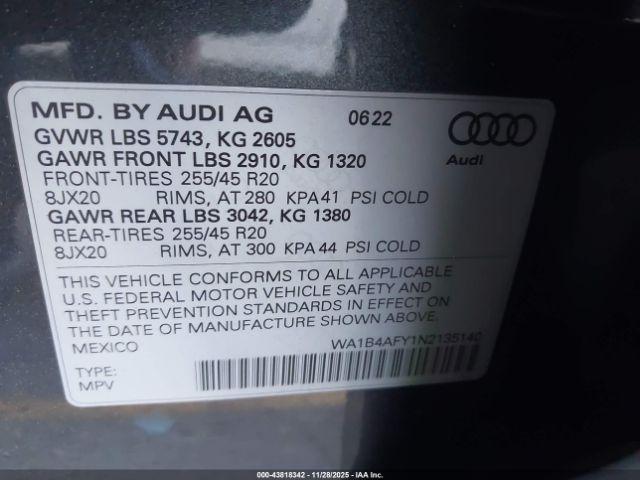 MFD. BY AUDI AG 0622
GVWR LBS 5743, KG 2605
GAWR FRONT LBS 2910, KG 1320
FRONT-TIRES 255/45 R20
8JX20 RIMS, AT 280 KPA 41 PSI COLD
GAWR REAR LBS 3042, KG 1380
REAR-TIRES 255/45 R20
8JX20 RIMS, AT 300 KPA 44 PSI COLD
Audi
THIS VEHICLE CONFORMS TO ALL APPLICABLE
U.S. FEDERAL MOTOR VEHICLE SAFETY AND
THEFT PREVENTION STANDARDS IN EFFECT ON
THE DATE OF MANUFACTURE SHOWN ABOVE.
MEXICO WA1B4AFY1N2135140
TYPE:
MPV
000-43818342 | 11/28/2025 | IAA Inc.